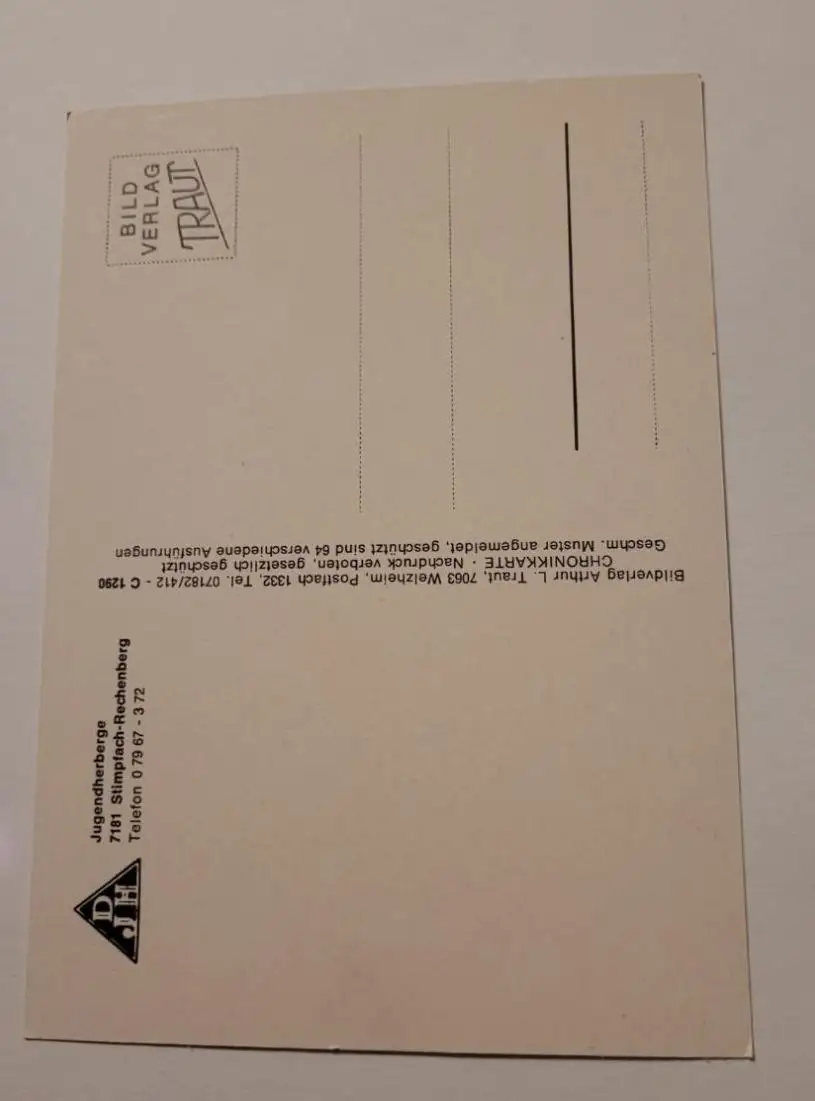 DJH
Jugendherberge
7181 Stimpfach-Rechenberg
Telefon 0 79 67 - 3 72
Bildverlag Arthur L. Traut, 7063 Welzheim, Postfach 1332, Tel. 07182/412 - C 1290
CHRONIKKARTE · Nachdruck verboten, gesetzlich geschützt
Geschm. Muster angemeldet, geschützt sind 64 verschiedene Ausführungen
BILD
VERLAG
TRAUT